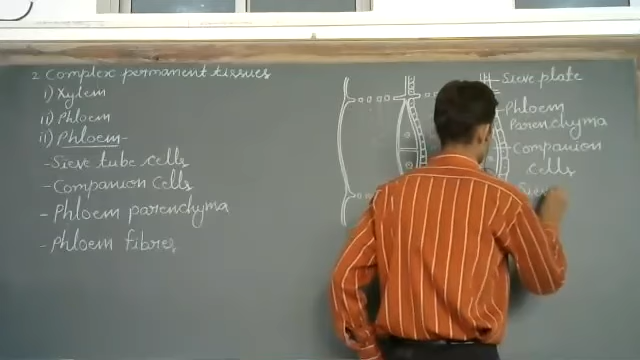 2. Complex permanent tissues
i) Xylem
ii) Phloem
ii) Phloem -
- Sieve tube cells
- Companion Cells
- Phloem parenchyma
- Phloem fibres
Sieve plate
Phloem
Parenchyma
Companion
cells